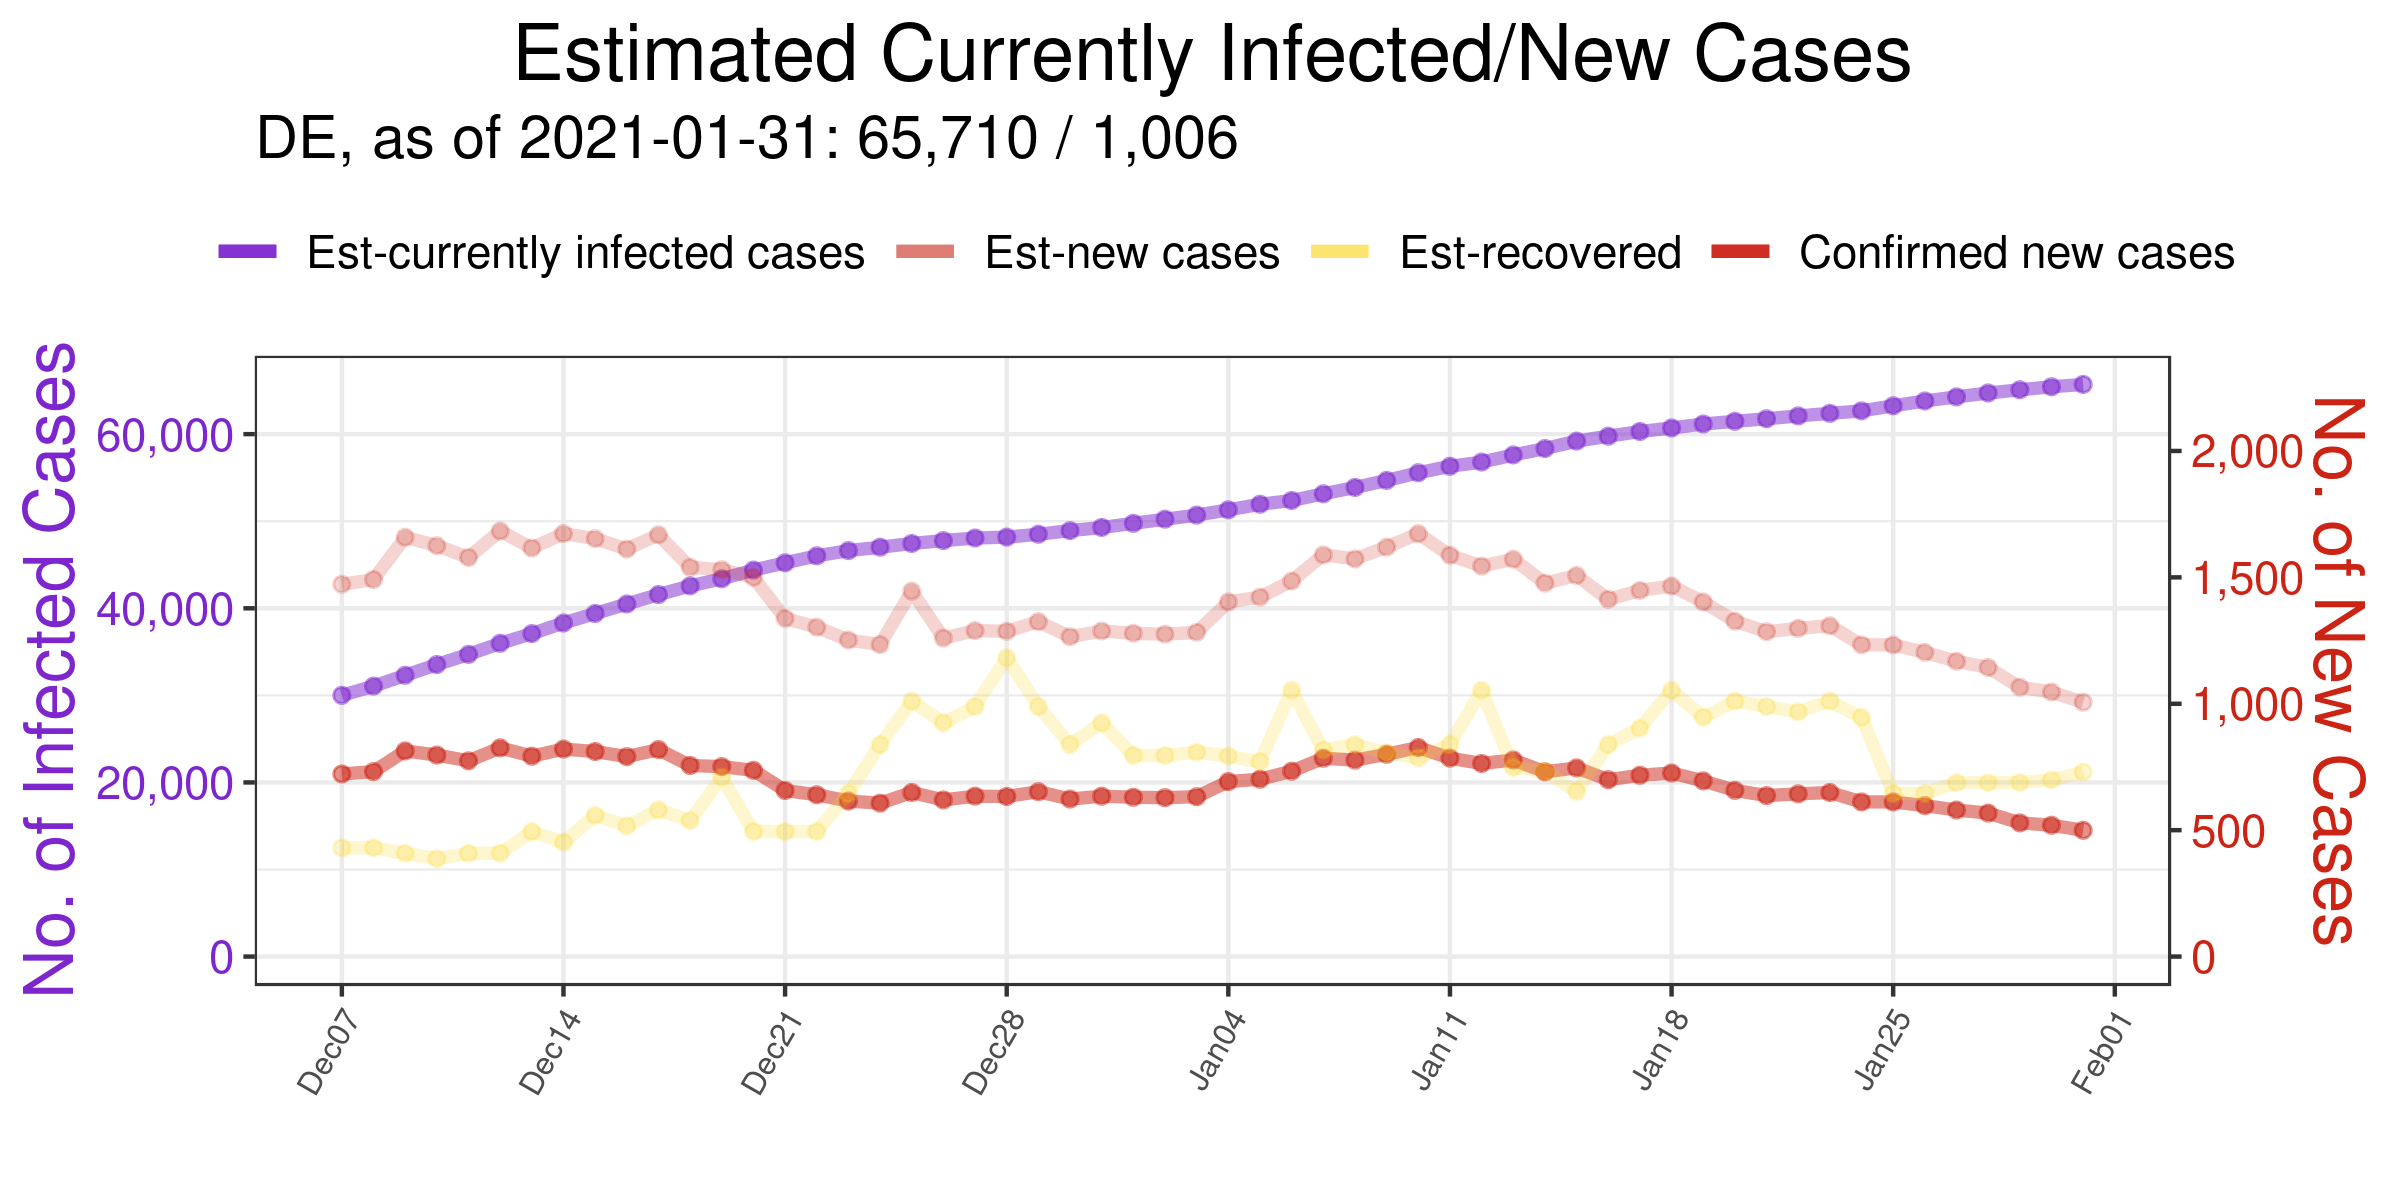 Estimated Currently Infected/New Cases
DE, as of 2021-01-31: 65,710 / 1,006
Est-currently infected cases Est-new cases Est-recovered Confirmed new cases
No. of Infected Cases
60,000
40,000
20,000
0
2,000
1,500
1,000
500
0
No. of New Cases
Dec07 Dec14 Dec21 Dec28 Jan04 Jan11 Jan18 Jan25 Feb01